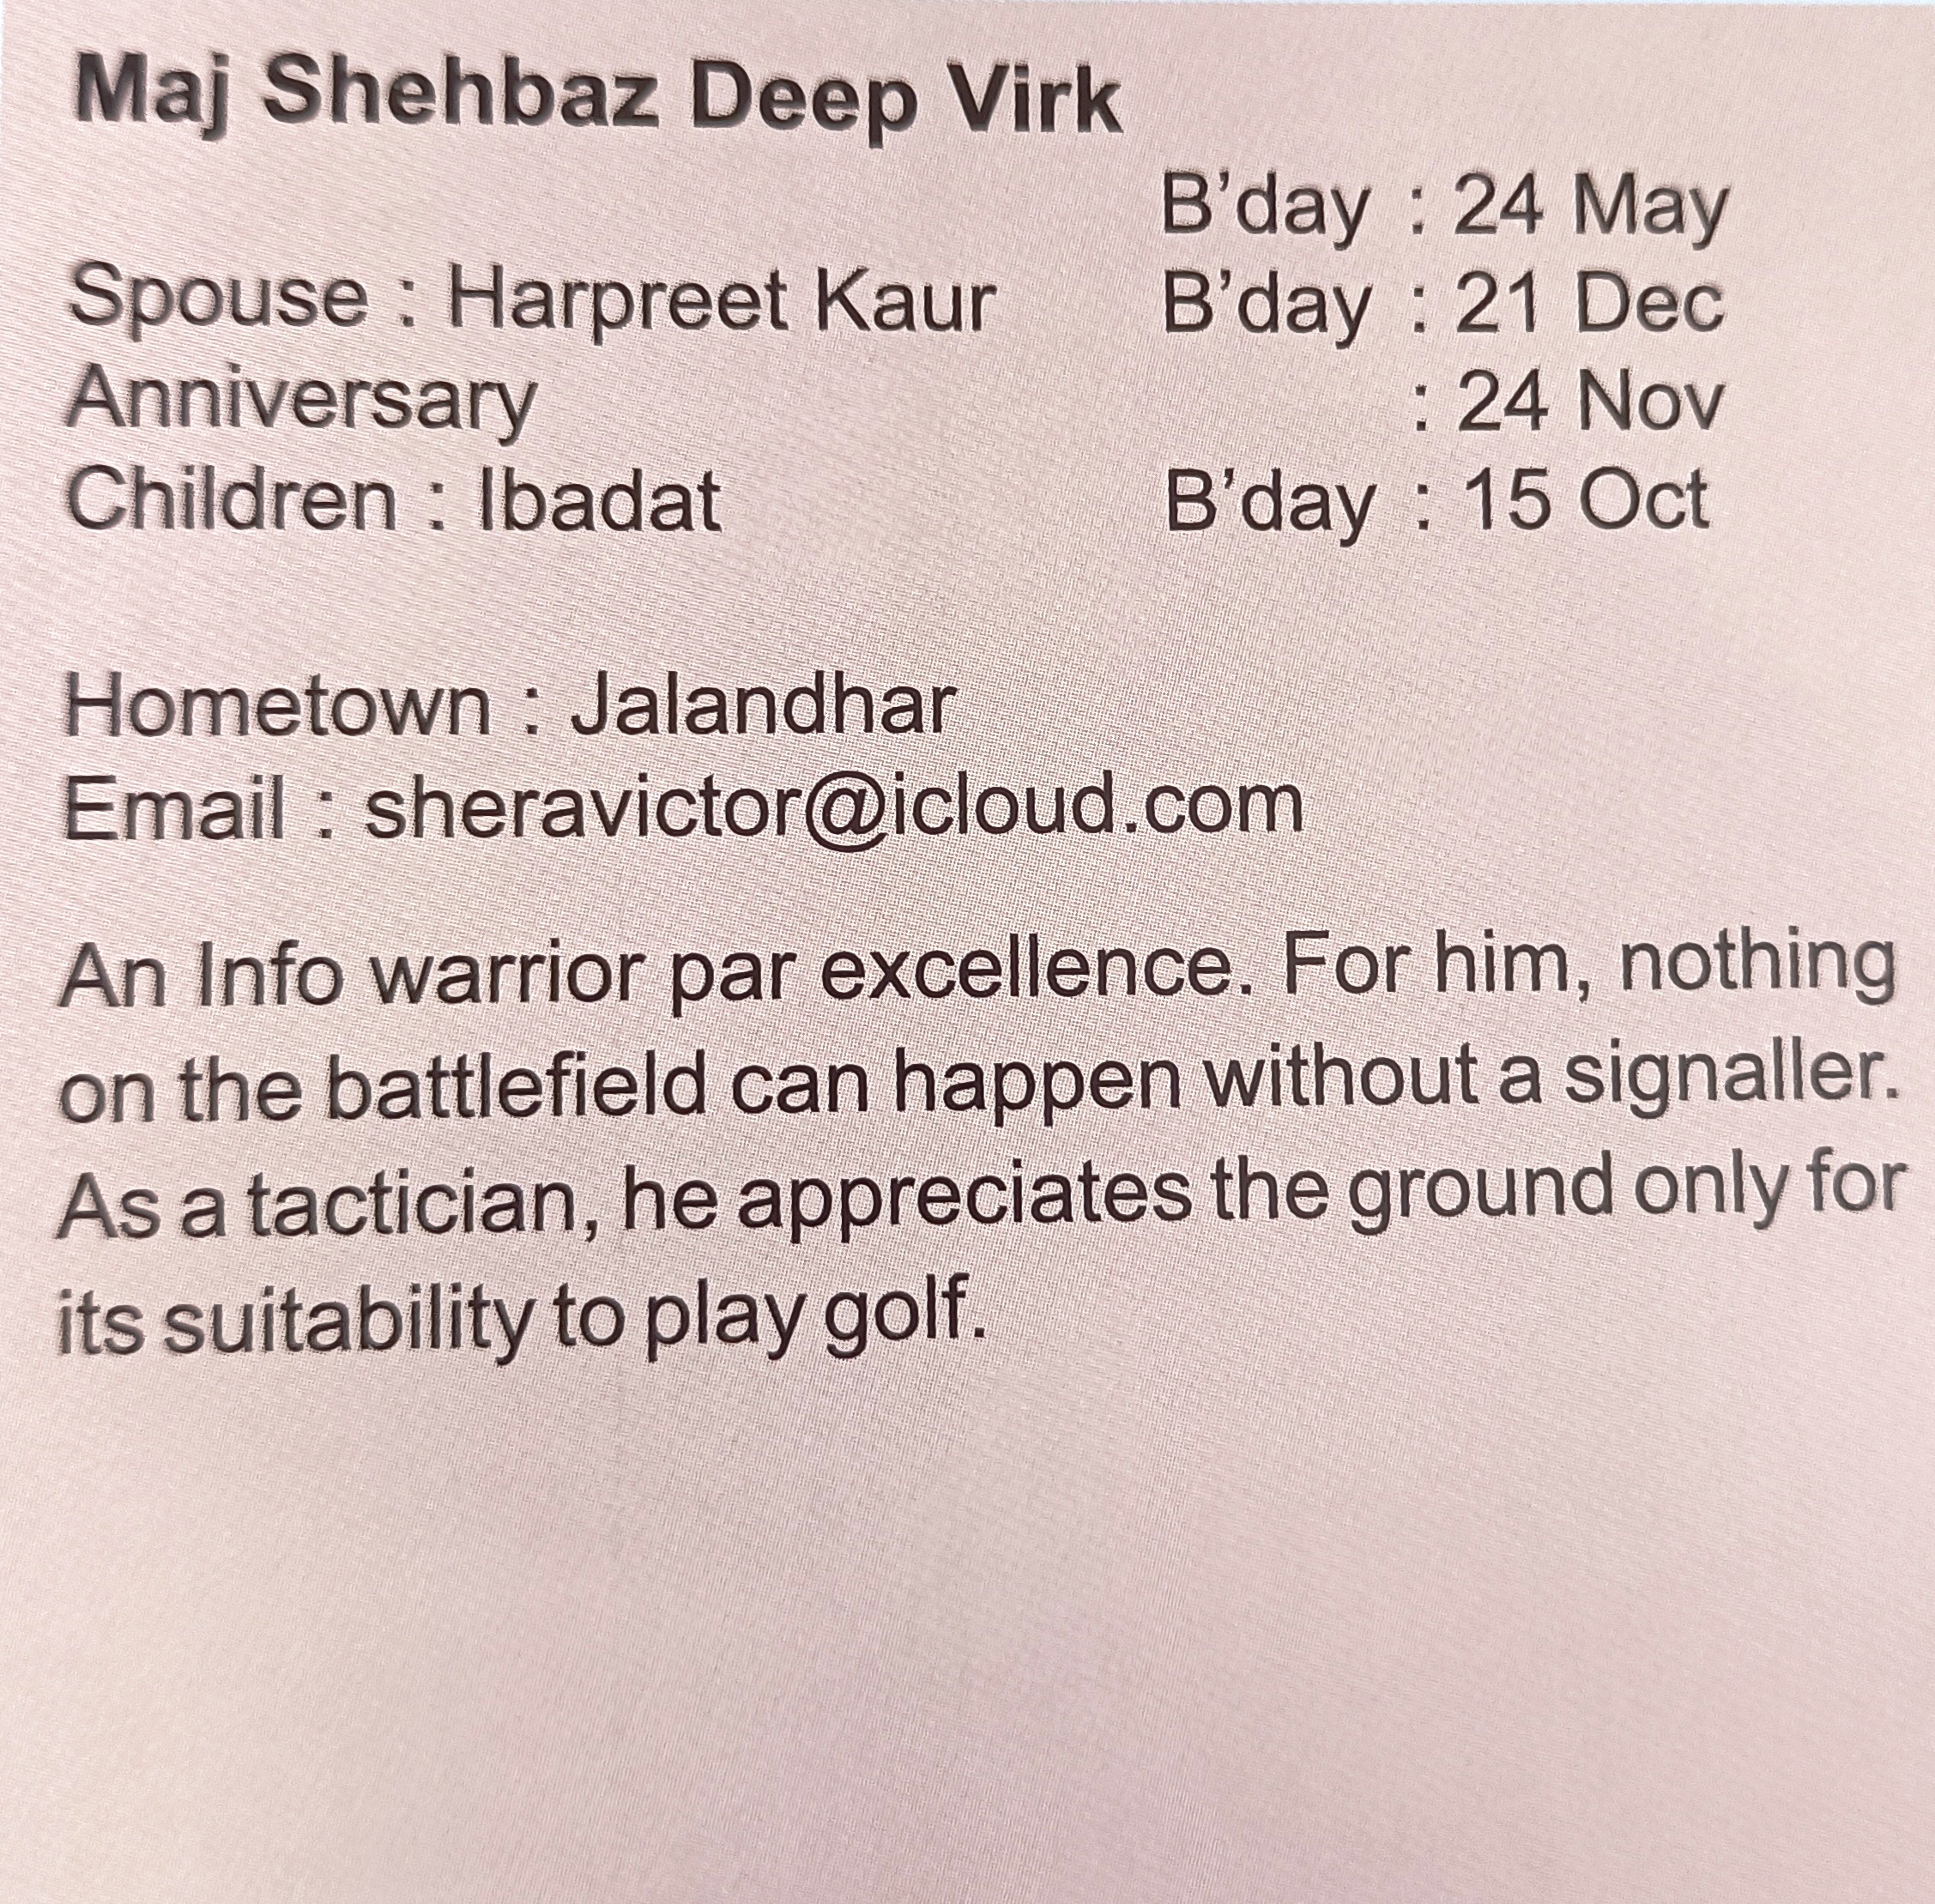 Maj Shehbaz Deep Virk
B’day : 24 May
Spouse : Harpreet Kaur B’day : 21 Dec
Anniversary : 24 Nov
Children : Ibadat B’day : 15 Oct
Hometown : Jalandhar
Email : sheravictor@icloud.com
An Info warrior par excellence. For him, nothing
on the battlefield can happen without a signaller.
As a tactician, he appreciates the ground only for
its suitability to play golf.